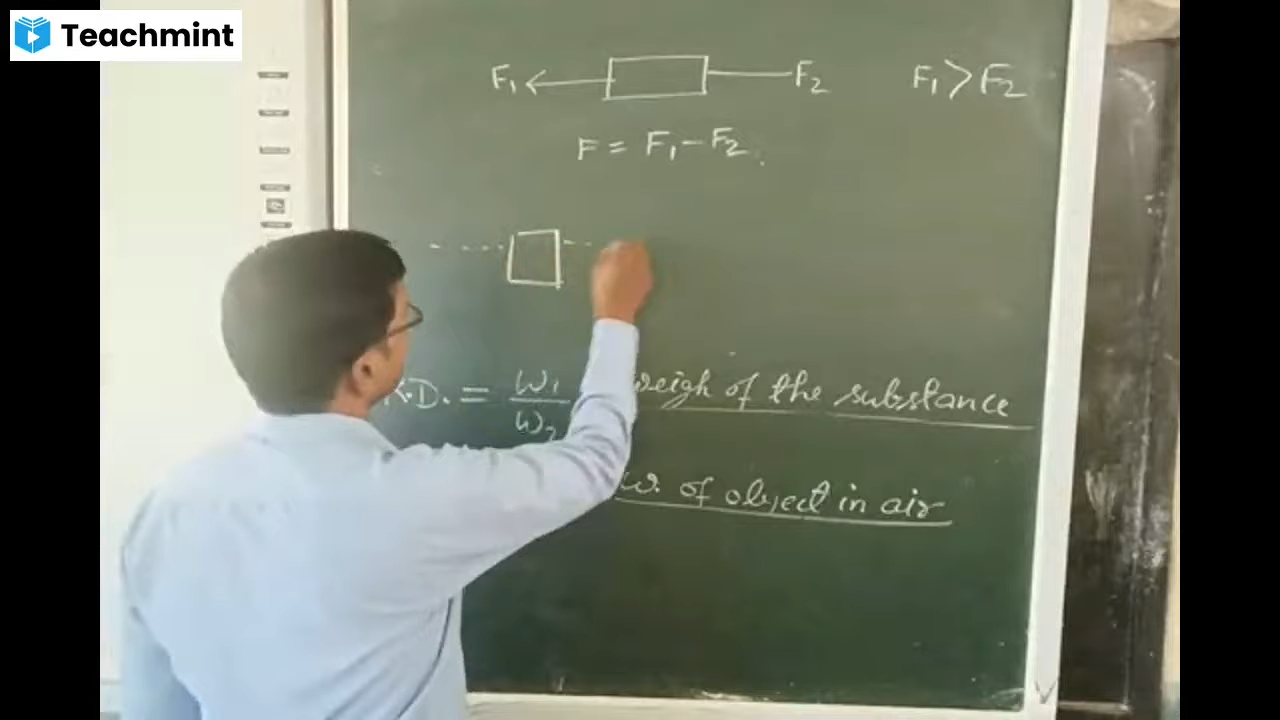 Teachmint
F₁ F₂ F₁ > F₂
F = F₁ - F₂
.D. = W₁ weigh of the substance
W₂
w. of object in air